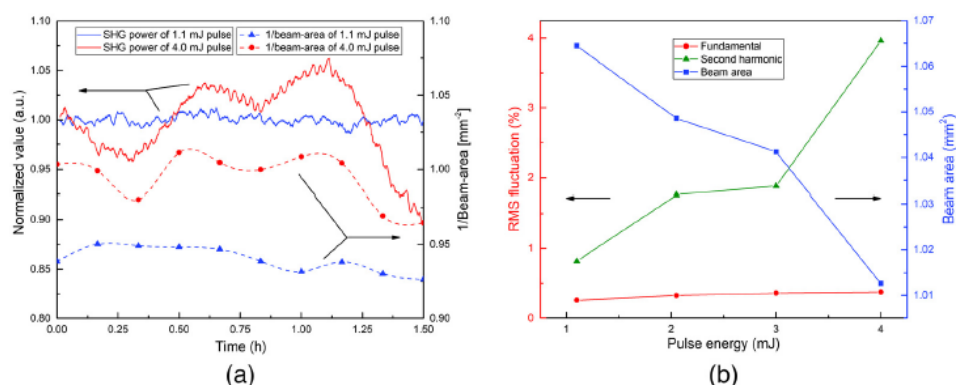 SHG power of 1.1 mJ pulse
SHG power of 4.0 mJ pulse
1/beam-area of 1.1 mJ pulse
1/beam-area of 4.0 mJ pulse
Normalized value (a.u.)
1.10
1.05
1.00
0.95
0.90
0.85
0.80
0.00
0.25
0.50
0.75
1.00
1.25
1.50
Time (h)
1.10
1.05
1.00
0.95
0.90
1/Beam-area [mm⁻²]
(a)
Fundamental
Second harmonic
Beam area
RMS fluctuation (%)
4
3
2
1
0
1
2
3
4
Pulse energy (mJ)
1.07
1.06
1.05
1.04
1.03
1.02
1.01
Beam area (mm²)
(b)